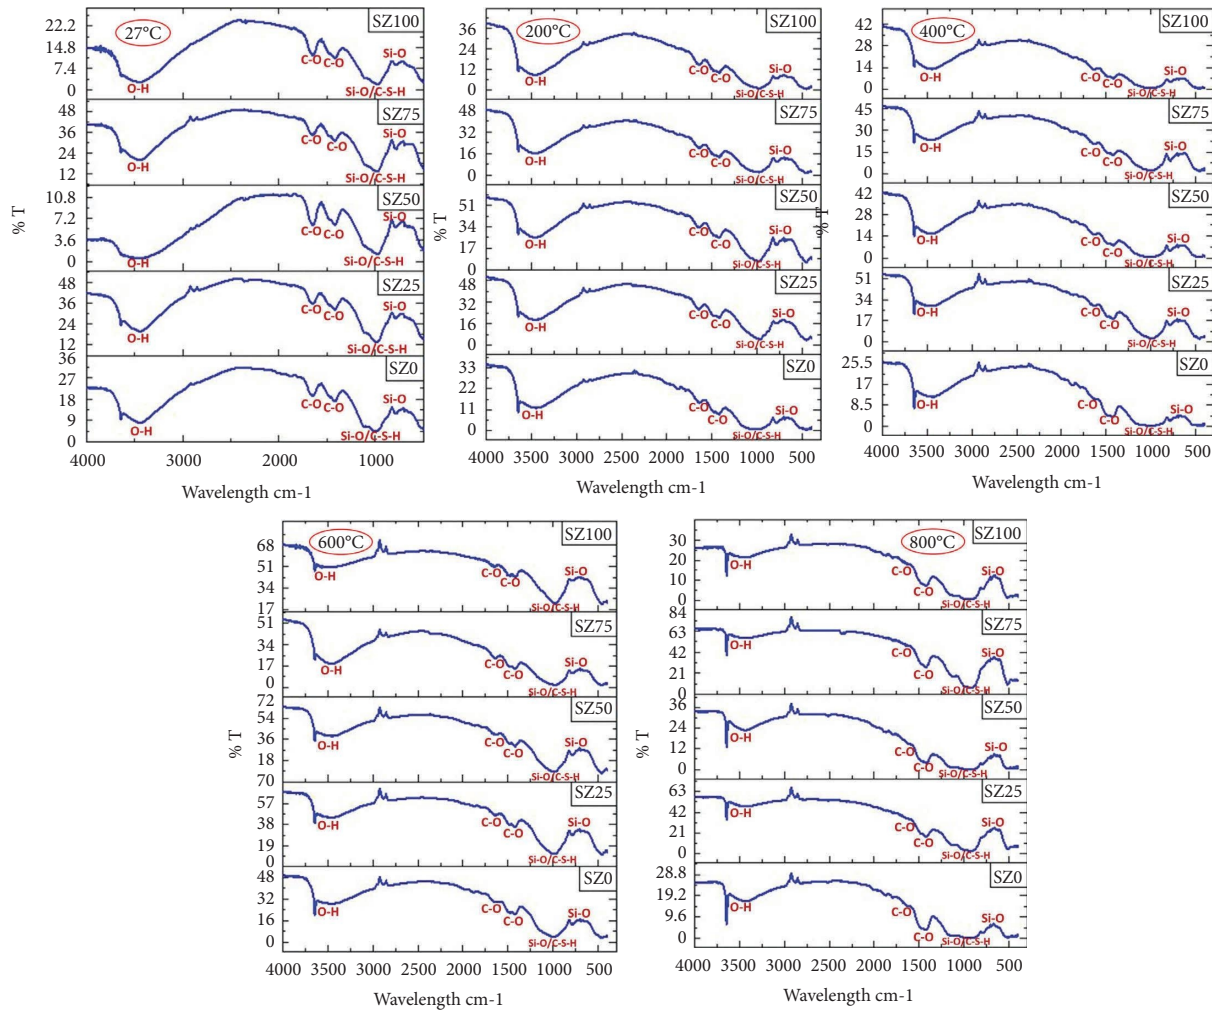 27°C
SZ100
22.2
14.8
7.4
0
O-H
C-O
C-O
Si-O
Si-O/C-S-H
SZ75
48
36
24
12
O-H
C-O
C-O
Si-O
Si-O/C-S-H
SZ50
10.8
7.2
3.6
0
O-H
C-O
C-O
Si-O
Si-O/C-S-H
SZ25
48
36
24
12
O-H
C-O
C-O
Si-O
Si-O/C-S-H
SZ0
36
27
18
9
0
O-H
C-O
C-O
Si-O
Si-O/C-S-H
% T
4000 3000 2000 1000
Wavelength cm-1
200°C
SZ100
36
24
12
0
O-H
C-O
C-O
Si-O
Si-O/C-S-H
SZ75
48
32
16
0
O-H
C-O
C-O
Si-O
Si-O/C-S-H
SZ50
51
34
17
0
O-H
C-O
C-O
Si-O
Si-O/C-S-H
SZ25
48
32
16
0
O-H
C-O
C-O
Si-O
Si-O/C-S-H
SZ0
33
22
11
0
O-H
C-O
C-O
Si-O
Si-O/C-S-H
% T
4000 3500 3000 2500 2000 1500 1000 500
Wavelength cm-1
400°C
SZ100
42
28
14
0
O-H
C-O
C-O
Si-O
Si-O/C-S-H
SZ75
45
30
15
0
O-H
C-O
C-O
Si-O
Si-O/C-S-H
SZ50
42
28
14
0
O-H
C-O
C-O
Si-O
Si-O/C-S-H
SZ25
51
34
17
0
O-H
C-O
C-O
Si-O
Si-O/C-S-H
SZ0
25.5
17
8.5
0
O-H
C-O
C-O
Si-O
Si-O/C-S-H
% T
4000 3500 3000 2500 2000 1500 1000 500
Wavelength cm-1
600°C
SZ100
68
51
34
17
O-H
C-O
C-O
Si-O
Si-O/C-S-H
SZ75
51
34
17
0
O-H
C-O
C-O
Si-O
Si-O/C-S-H
SZ50
72
54
36
18
70
O-H
C-O
C-O
Si-O
Si-O/C-S-H
SZ25
57
38
19
0
O-H
C-O
C-O
Si-O
Si-O/C-S-H
SZ0
48
32
16
0
O-H
C-O
C-O
Si-O
Si-O/C-S-H
% T
4000 3500 3000 2500 2000 1500 1000 500
Wavelength cm-1
800°C
SZ100
30
20
10
0
O-H
C-O
C-O
Si-O
Si-O/C-S-H
SZ75
84
63
42
21
0
O-H
C-O
C-O
Si-O
Si-O/C-S-H
SZ50
36
24
12
0
O-H
C-O
C-O
Si-O
Si-O/C-S-H
SZ25
63
42
21
0
O-H
C-O
C-O
Si-O
Si-O/C-S-H
SZ0
28.8
19.2
9.6
0
O-H
C-O
C-O
Si-O
Si-O/C-S-H
% T
4000 3500 3000 2500 2000 1500 1000 500
Wavelength cm-1